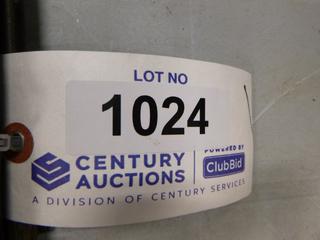 LOT NO
1024
CENTURY
AUCTIONS
POWERED BY
ClubBid
A DIVISION OF CENTURY SERVICES